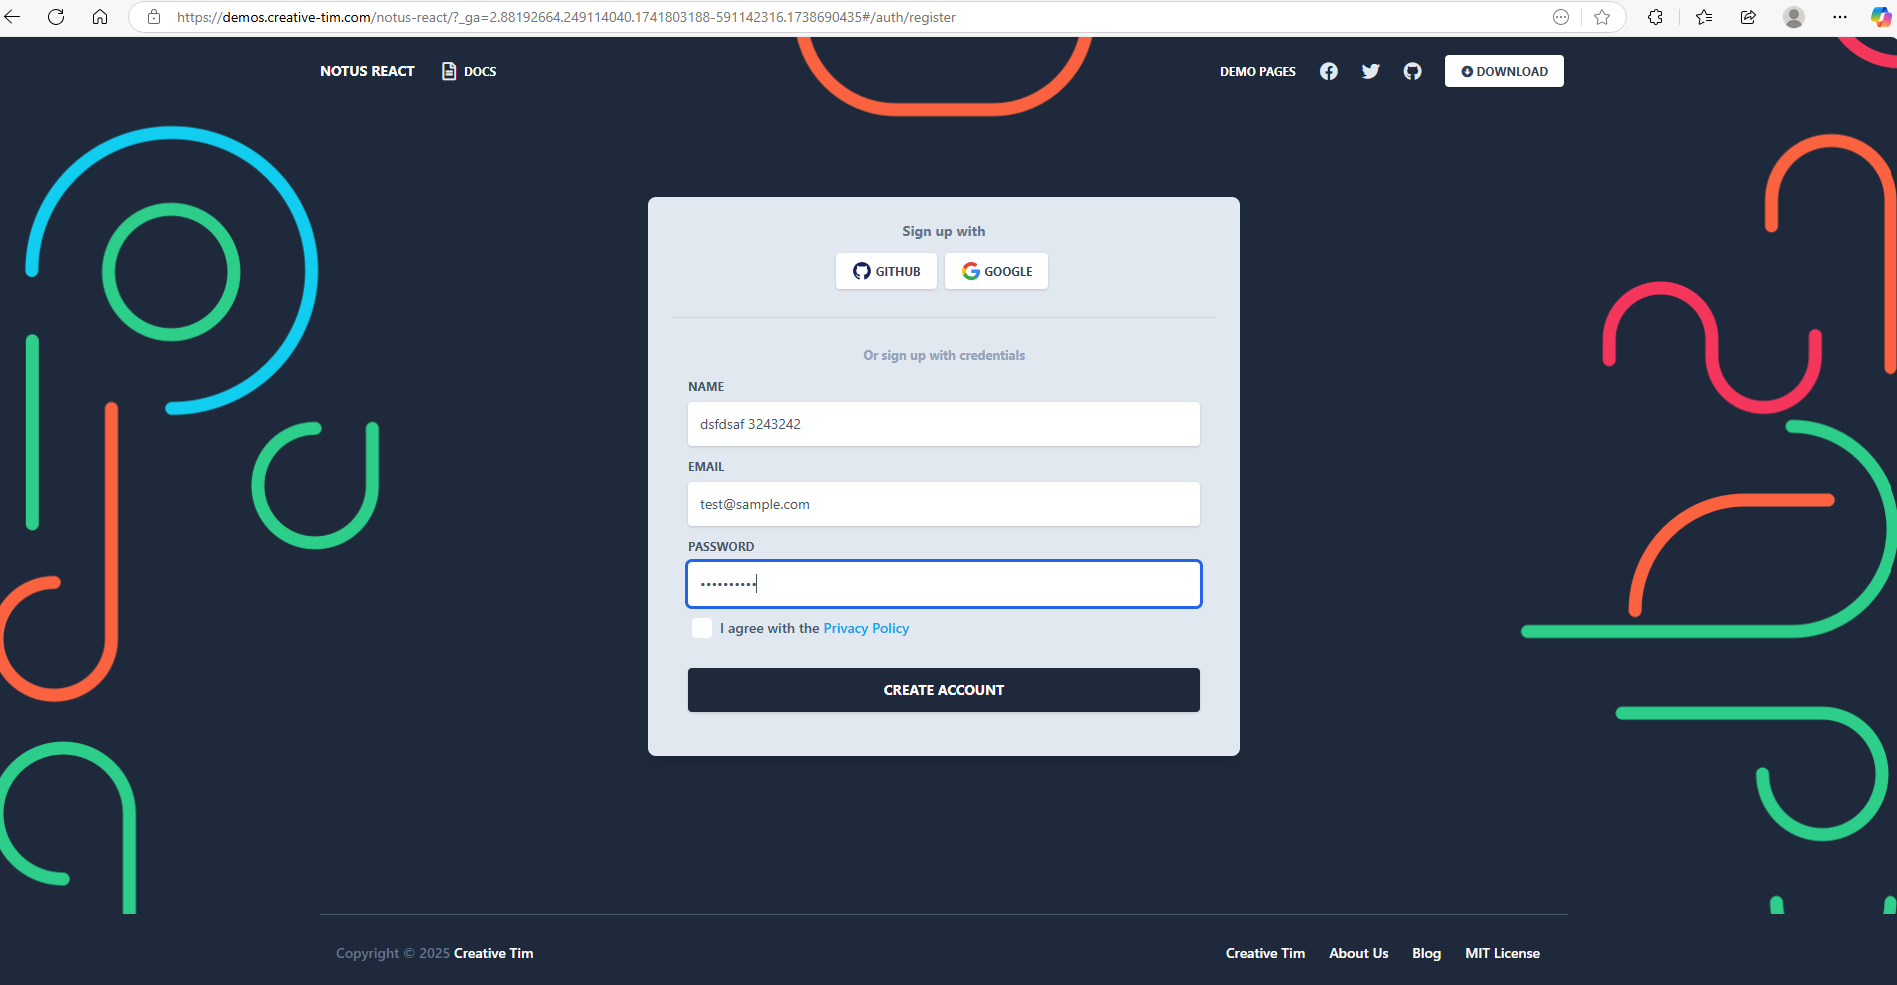 https://demos.creative-tim.com/notus-react/?_ga=2.88192664.249114040.1741803188-591142316.1738690435#/auth/register
NOTUS REACT DOCS DEMO PAGES DOWNLOAD
Sign up with
GITHUB GOOGLE
Or sign up with credentials
NAME
dsfdsaf 3243242
EMAIL
test@sample.com
PASSWORD
••••••••••
I agree with the Privacy Policy
CREATE ACCOUNT
Copyright © 2025 Creative Tim Creative Tim About Us Blog MIT License